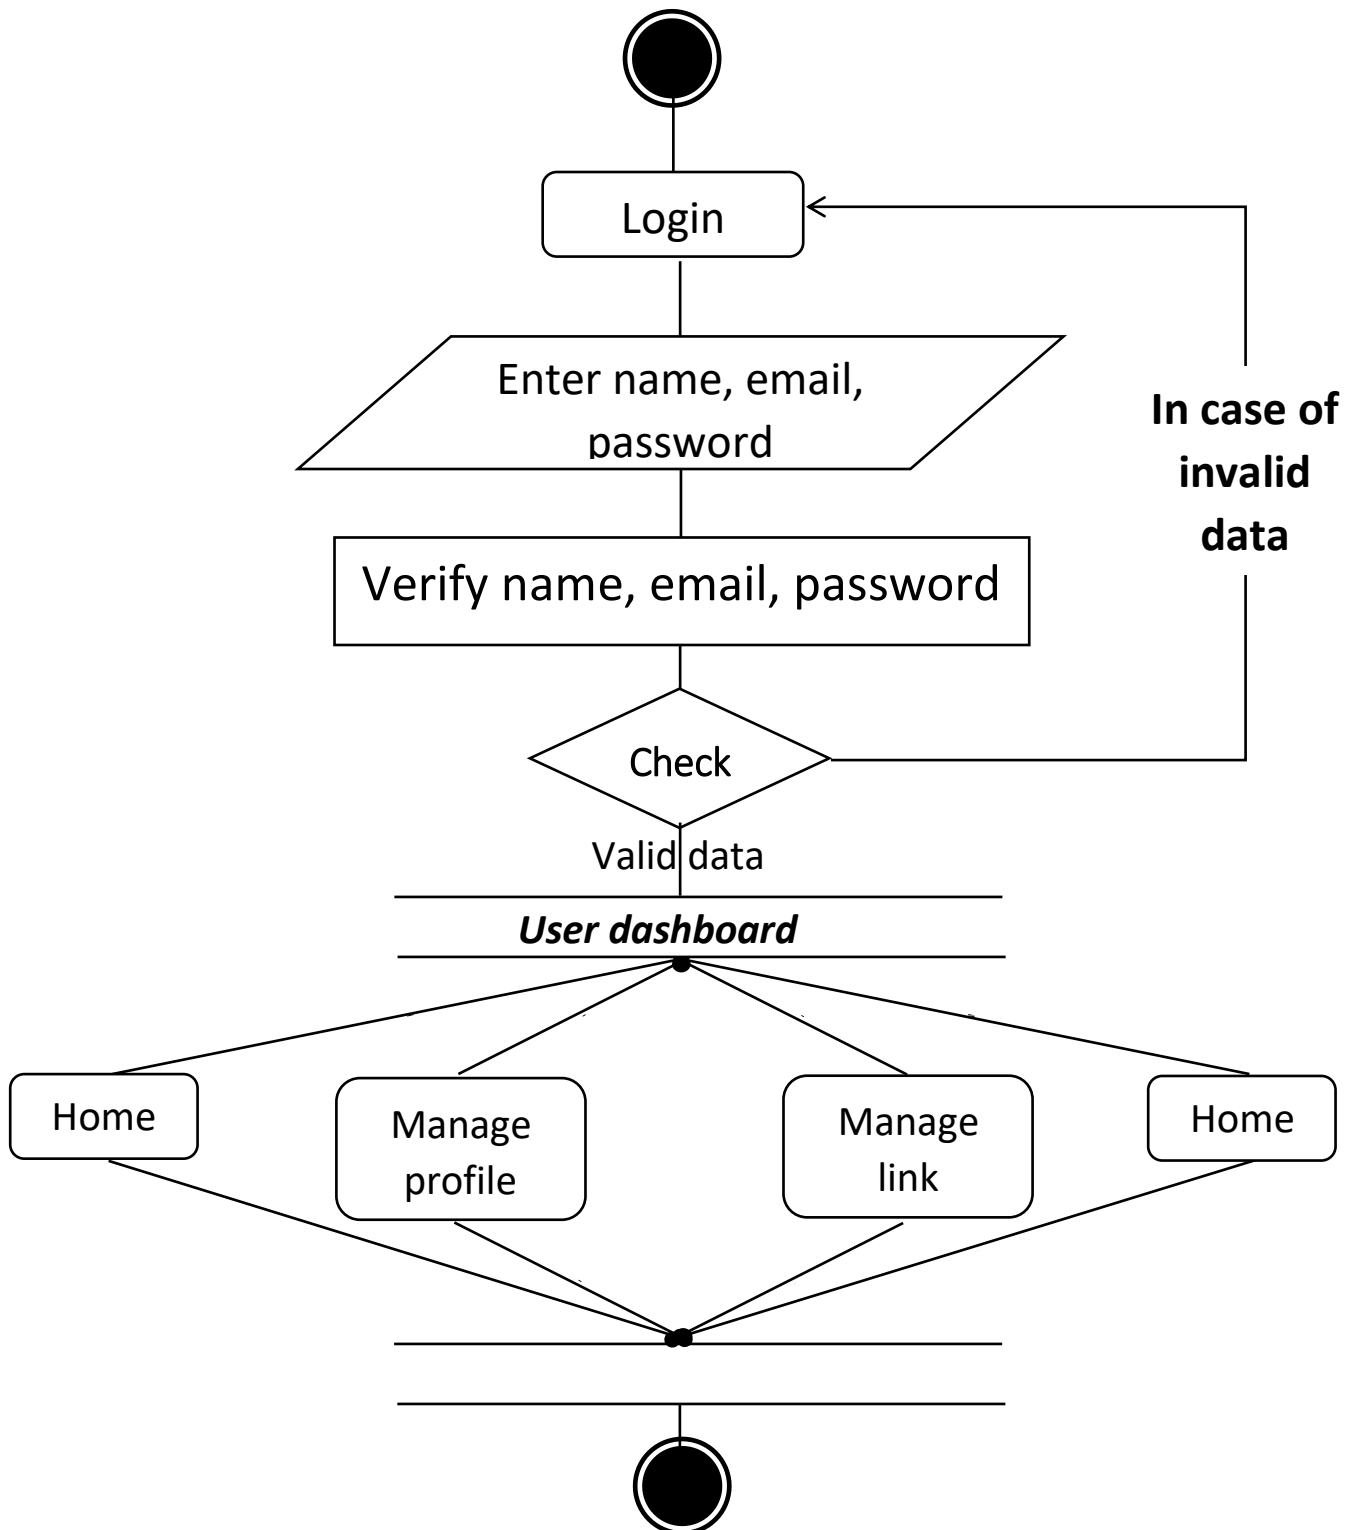 Login
Enter name, email,
password
In case of
invalid
data
Verify name, email, password
Check
Valid data
User dashboard
Home
Manage
profile
Manage
link
Home